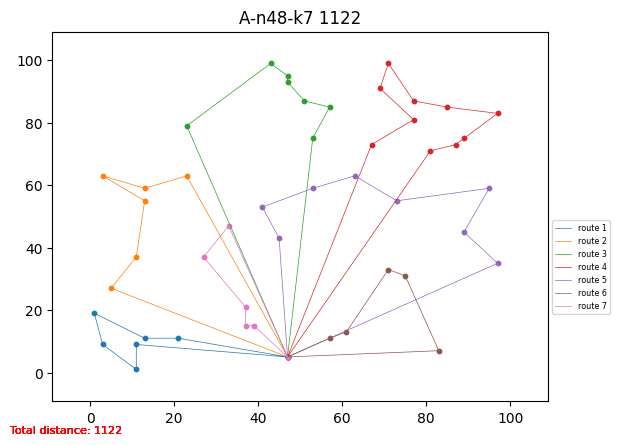 A-n48-k7 1122
100
80
60
40
20
0
0 20 40 60 80 100
route 1
route 2
route 3
route 4
route 5
route 6
route 7
Total distance: 1122